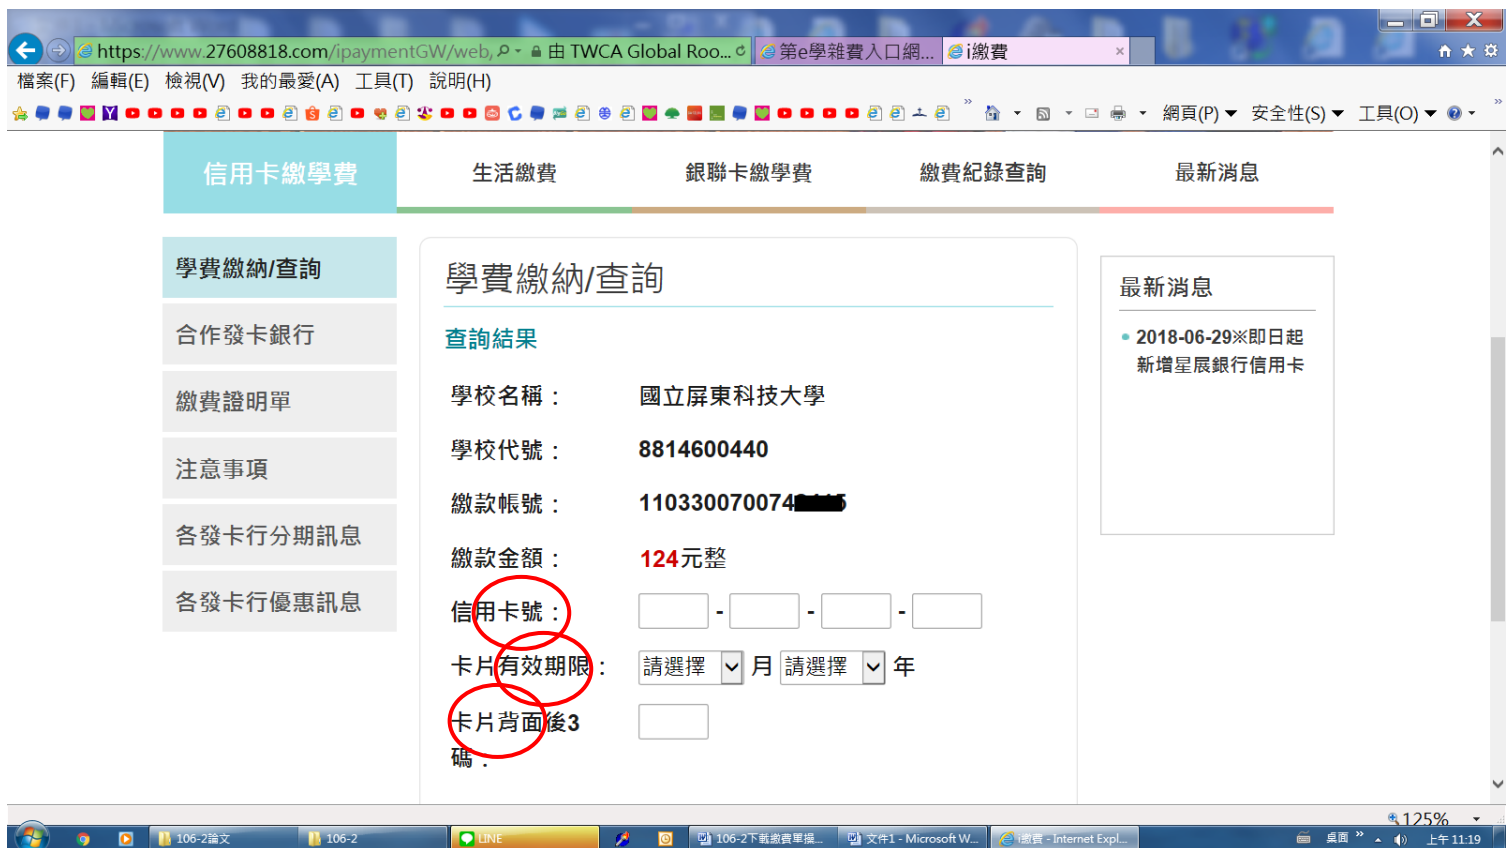 https://www.27608818.com/ipaymentGW/web, 由 TWCA Global Roo... 第e學雜費入口網... i繳費
檔案(F) 編輯(E) 檢視(V) 我的最愛(A) 工具(T) 說明(H)
網頁(P) 安全性(S) 工具(O)
信用卡繳學費 生活繳費 銀聯卡繳學費 繳費紀錄查詢 最新消息
學費繳納/查詢
合作發卡銀行
繳費證明單
注意事項
各發卡行分期訊息
各發卡行優惠訊息
學費繳納/查詢
查詢結果
學校名稱： 國立屏東科技大學
學校代號： 8814600440
繳款帳號： 110330070074
繳款金額： 124元整
信用卡號： - - -
卡片有效期限： 請選擇 月 請選擇 年
卡片背面後3
碼：
最新消息
2018-06-29※即日起
新增星展銀行信用卡
125%
106-2論文 106-2 LINE 106-2下載繳費單操... 文件1 - Microsoft W... i繳費 - Internet Expl... 桌面 上午 11:19